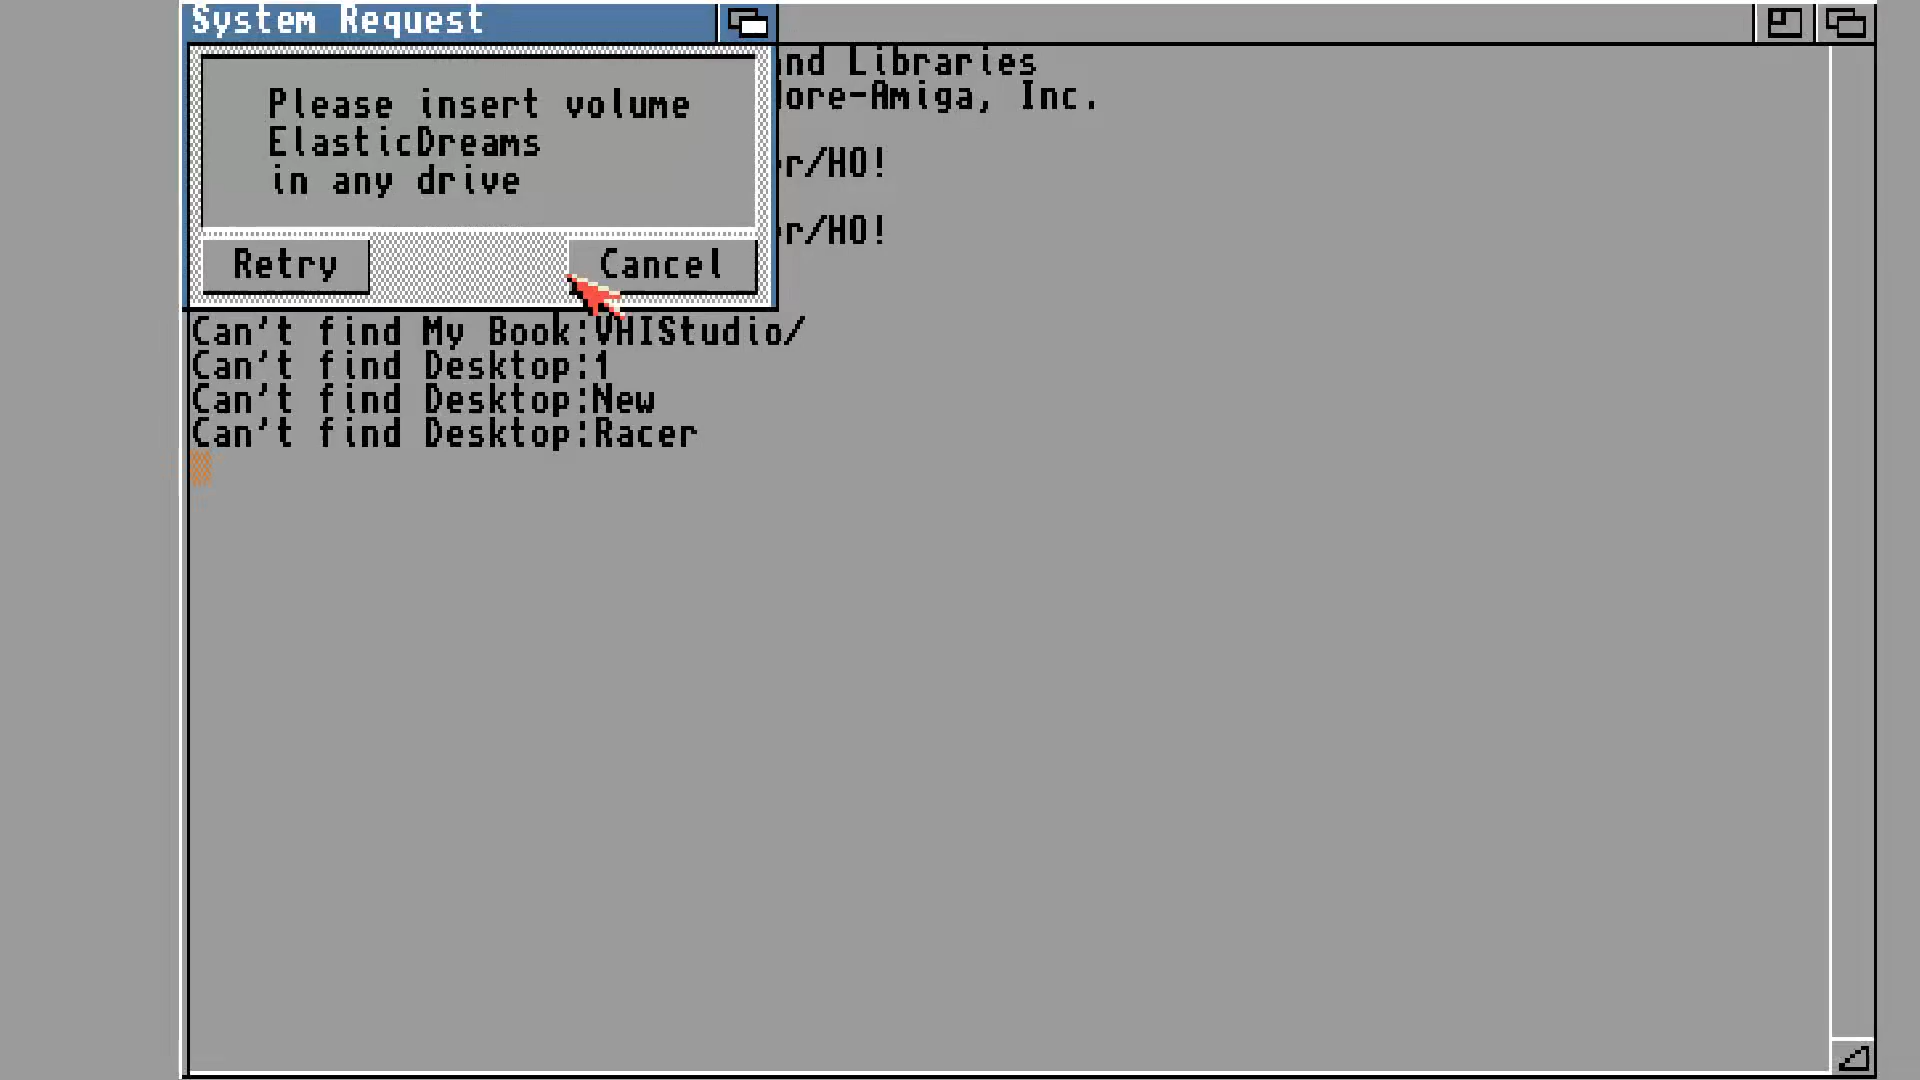 System Request
Please insert volume
ElasticDreams
in any drive
Retry
Cancel
nd Libraries
ore-Amiga, Inc.
r/HO!
r/HO!
Can't find My Book:VHIStudio/
Can't find Desktop:1
Can't find Desktop:New
Can't find Desktop:Racer